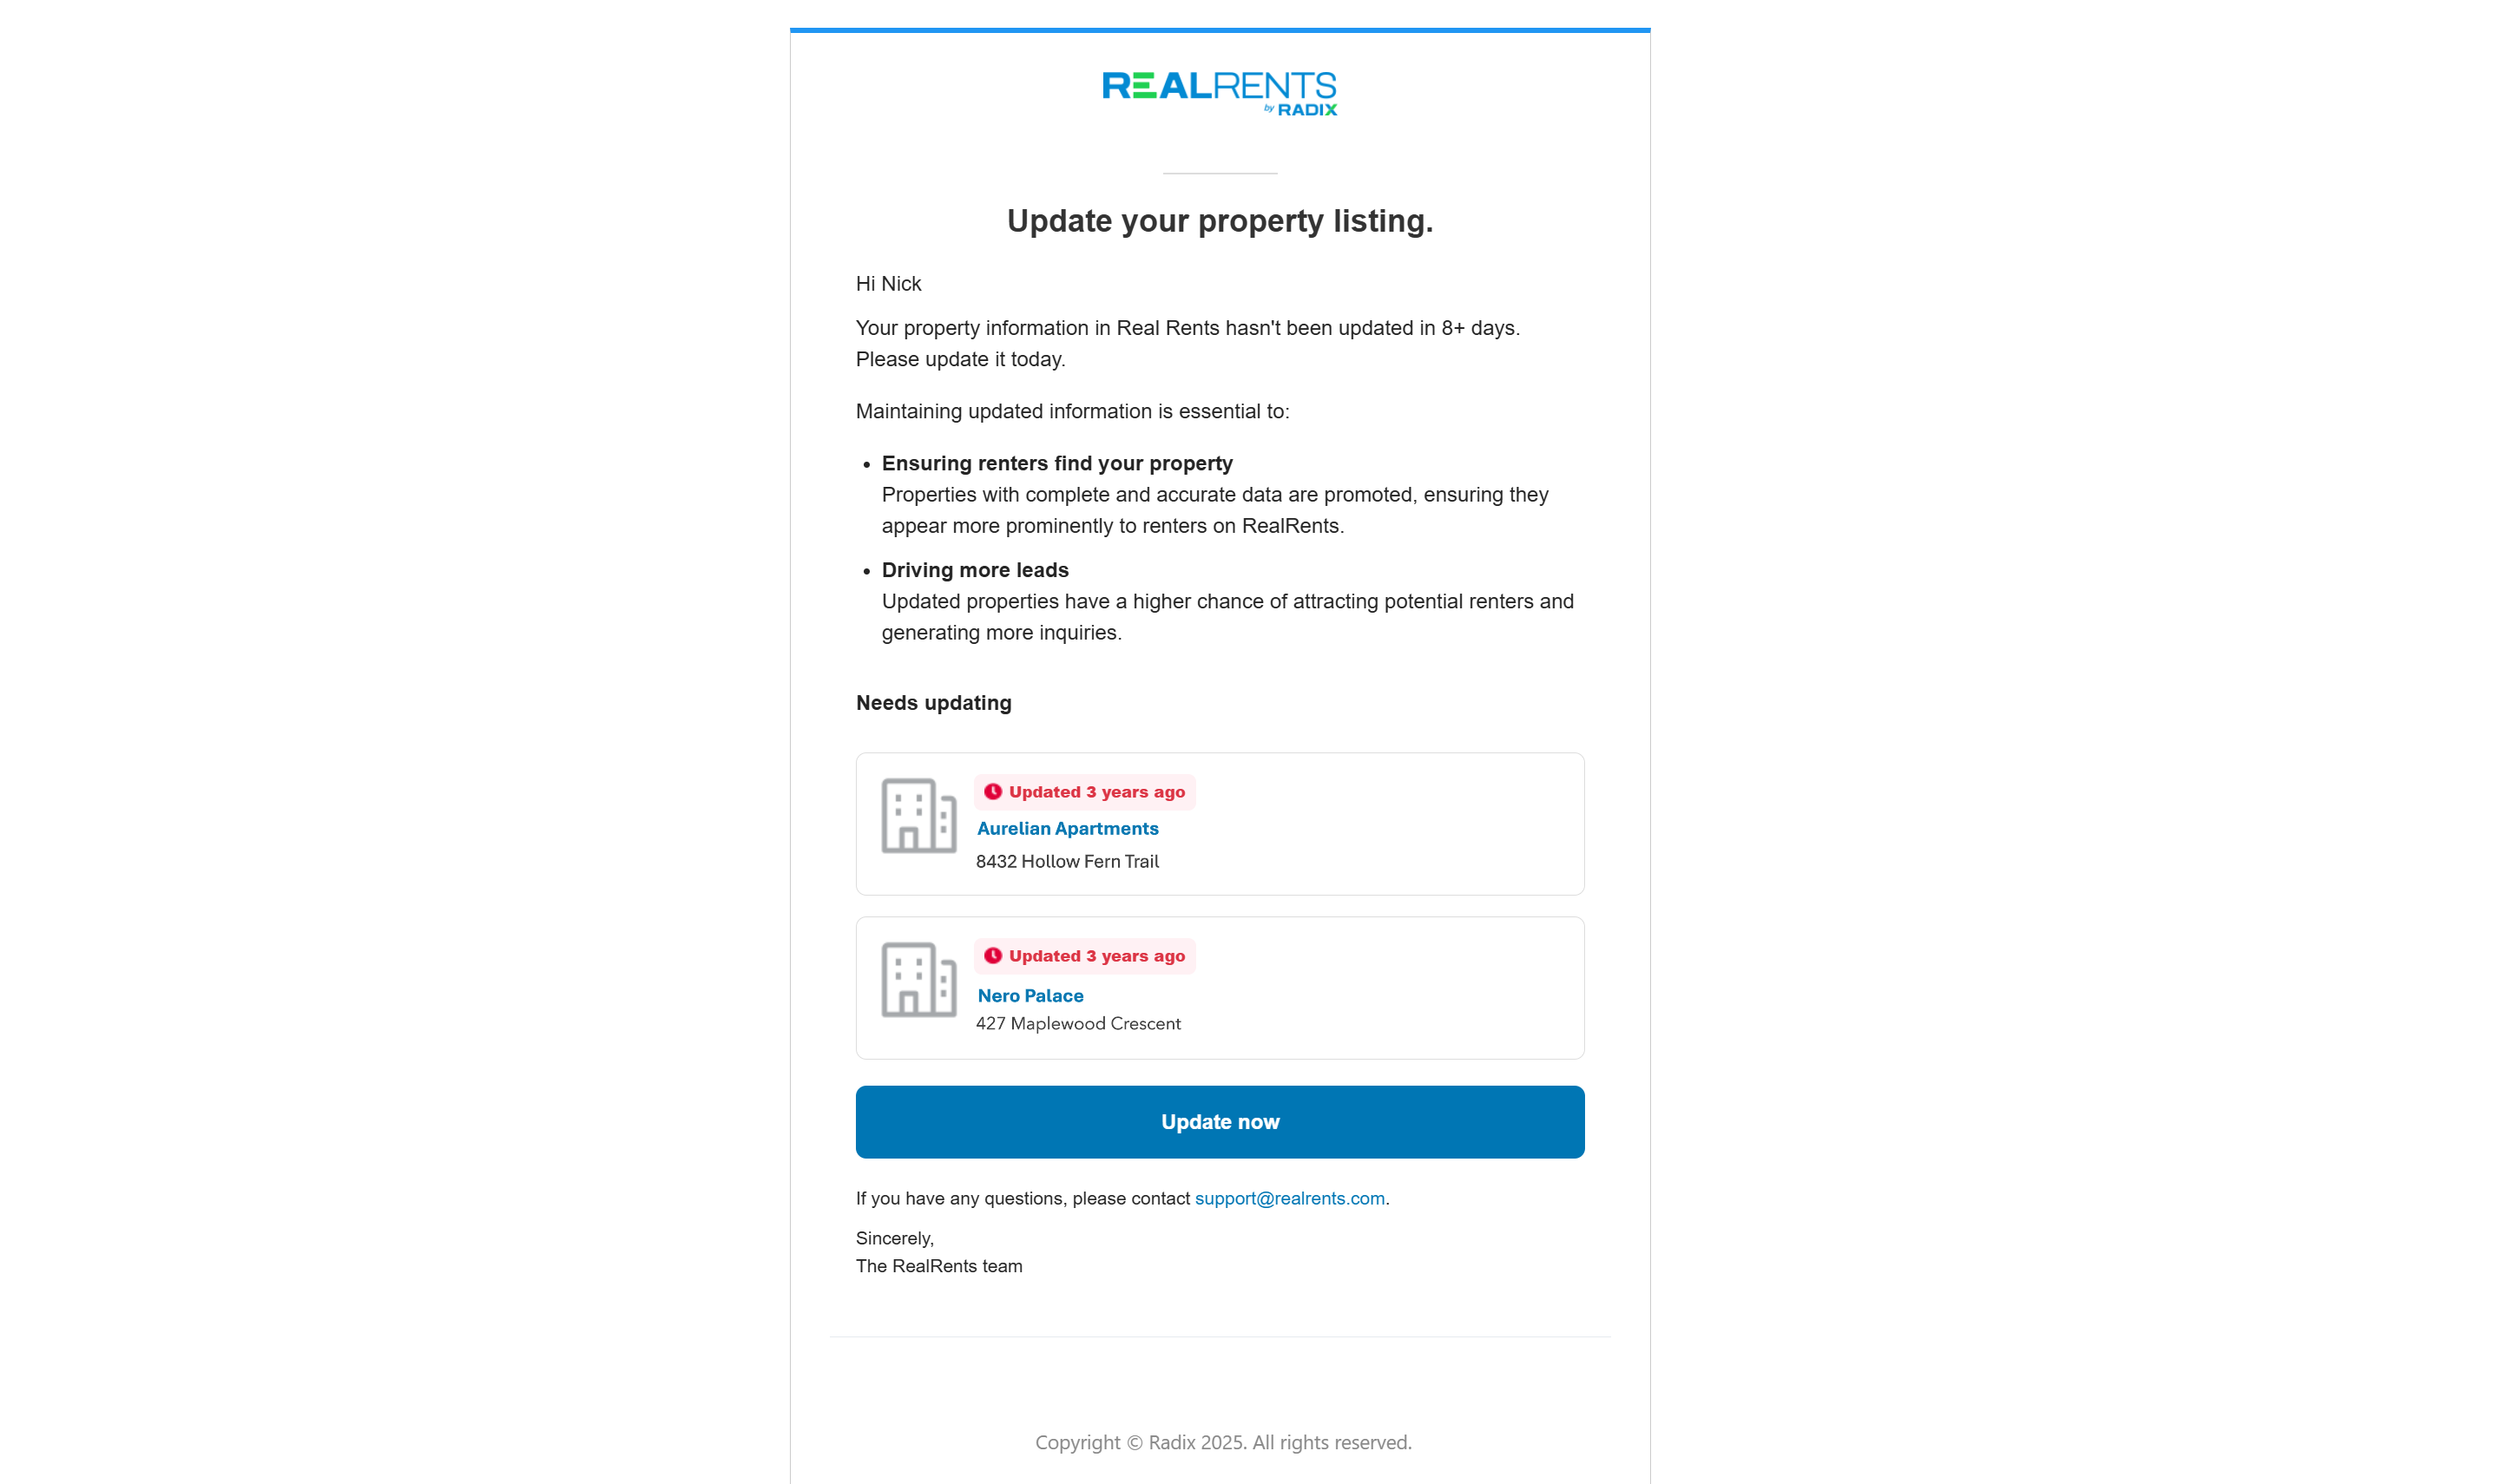 REALRENTS
by RADIX
Update your property listing.
Hi Nick
Your property information in Real Rents hasn't been updated in 8+ days.
Please update it today.
Maintaining updated information is essential to:
• Ensuring renters find your property
Properties with complete and accurate data are promoted, ensuring they
appear more prominently to renters on RealRents.
• Driving more leads
Updated properties have a higher chance of attracting potential renters and
generating more inquiries.
Needs updating
Updated 3 years ago
Aurelian Apartments
8432 Hollow Fern Trail
Updated 3 years ago
Nero Palace
427 Maplewood Crescent
Update now
If you have any questions, please contact support@realrents.com.
Sincerely,
The RealRents team
Copyright © Radix 2025. All rights reserved.